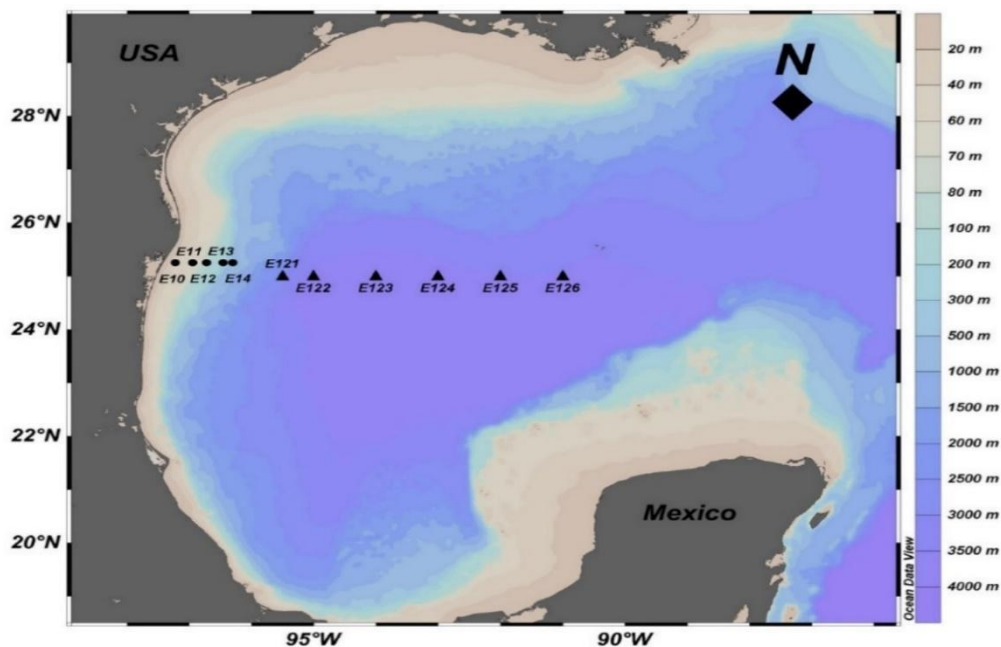 USA
N
28°N
26°N
24°N
22°N
20°N
E11 E13
E10 E12 E14
E121
E122 E123 E124 E125 E126
Mexico
95°W 90°W
20 m
40 m
60 m
70 m
80 m
100 m
200 m
300 m
500 m
1000 m
1500 m
2000 m
2500 m
3000 m
3500 m
4000 m
Ocean Data View